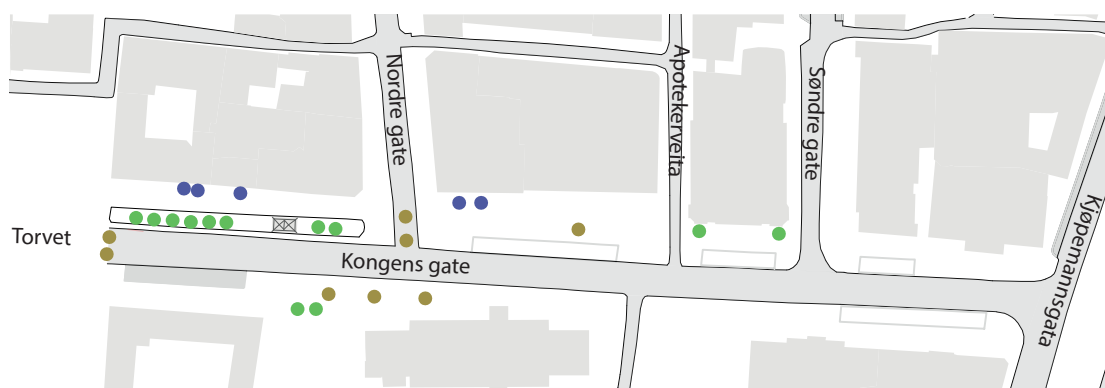 Nordre gate
Apotekerveita
Søndre gate
Kjøpemannsgata
Torvet
Kongens gate